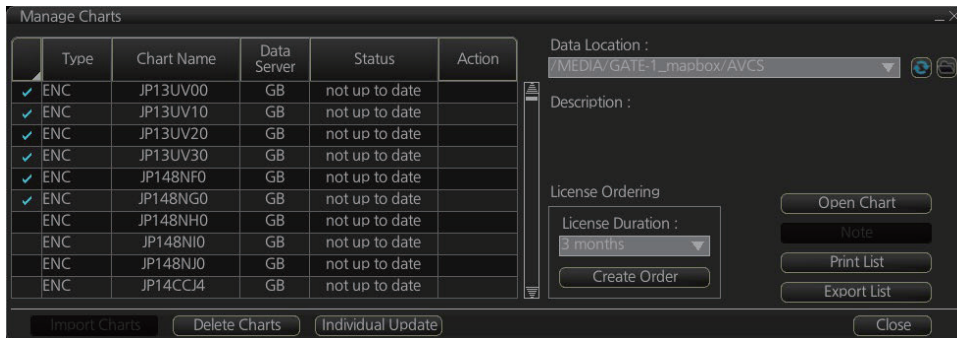 Manage Charts
Type Chart Name Data Server Status Action
ENC JP13UV00 GB not up to date
ENC JP13UV10 GB not up to date
ENC JP13UV20 GB not up to date
ENC JP13UV30 GB not up to date
ENC JP148NF0 GB not up to date
ENC JP148NG0 GB not up to date
ENC JP148NH0 GB not up to date
ENC JP148NI0 GB not up to date
ENC JP148NJ0 GB not up to date
ENC JP14CCJ4 GB not up to date
Data Location :
/MEDIA/GATE-1_mapbox/AVCS
Description :
License Ordering
License Duration :
3 months
Create Order
Open Chart
Note
Print List
Export List
Import Charts Delete Charts Individual Update Close